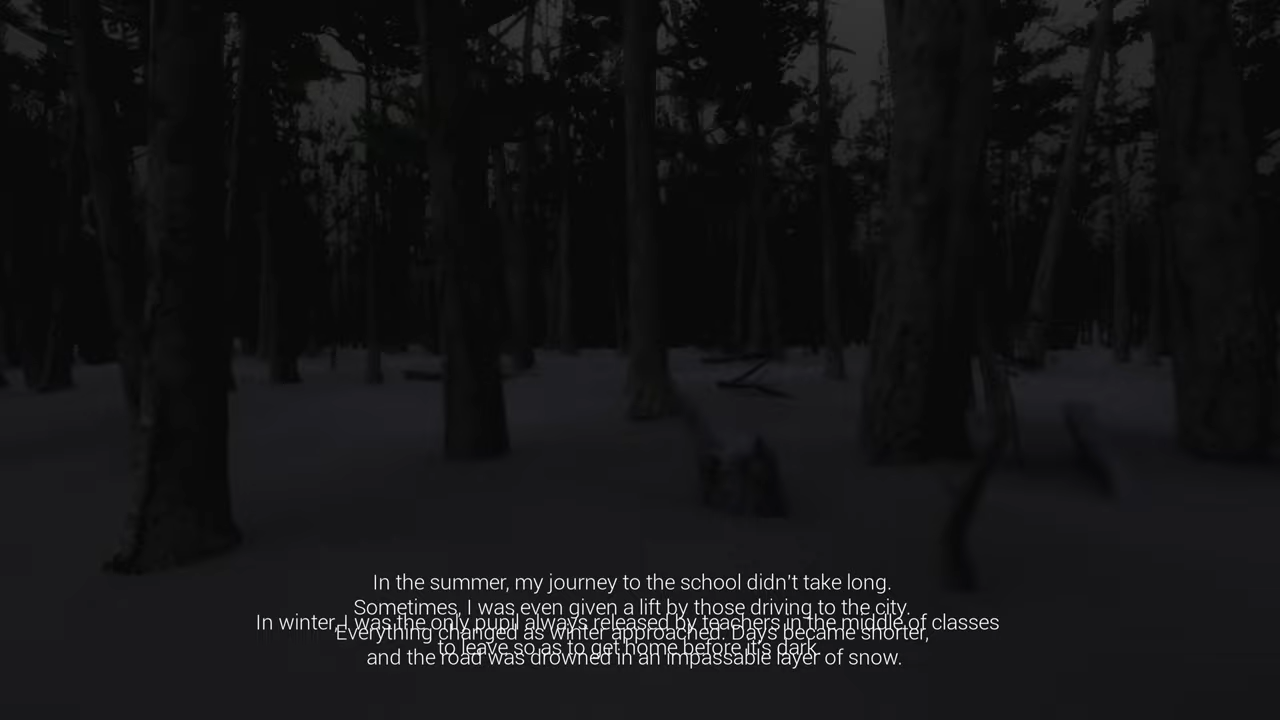 In the summer, my journey to the school didn't take long.
Sometimes, I was even given a lift by those driving to the city.
In winter, I was the only pupil always released by teachers in the middle of classes
Everything changed as winter approached. Days became shorter,
to leave so as to get home before it's dark.
and the road was drowned in an impassable layer of snow.